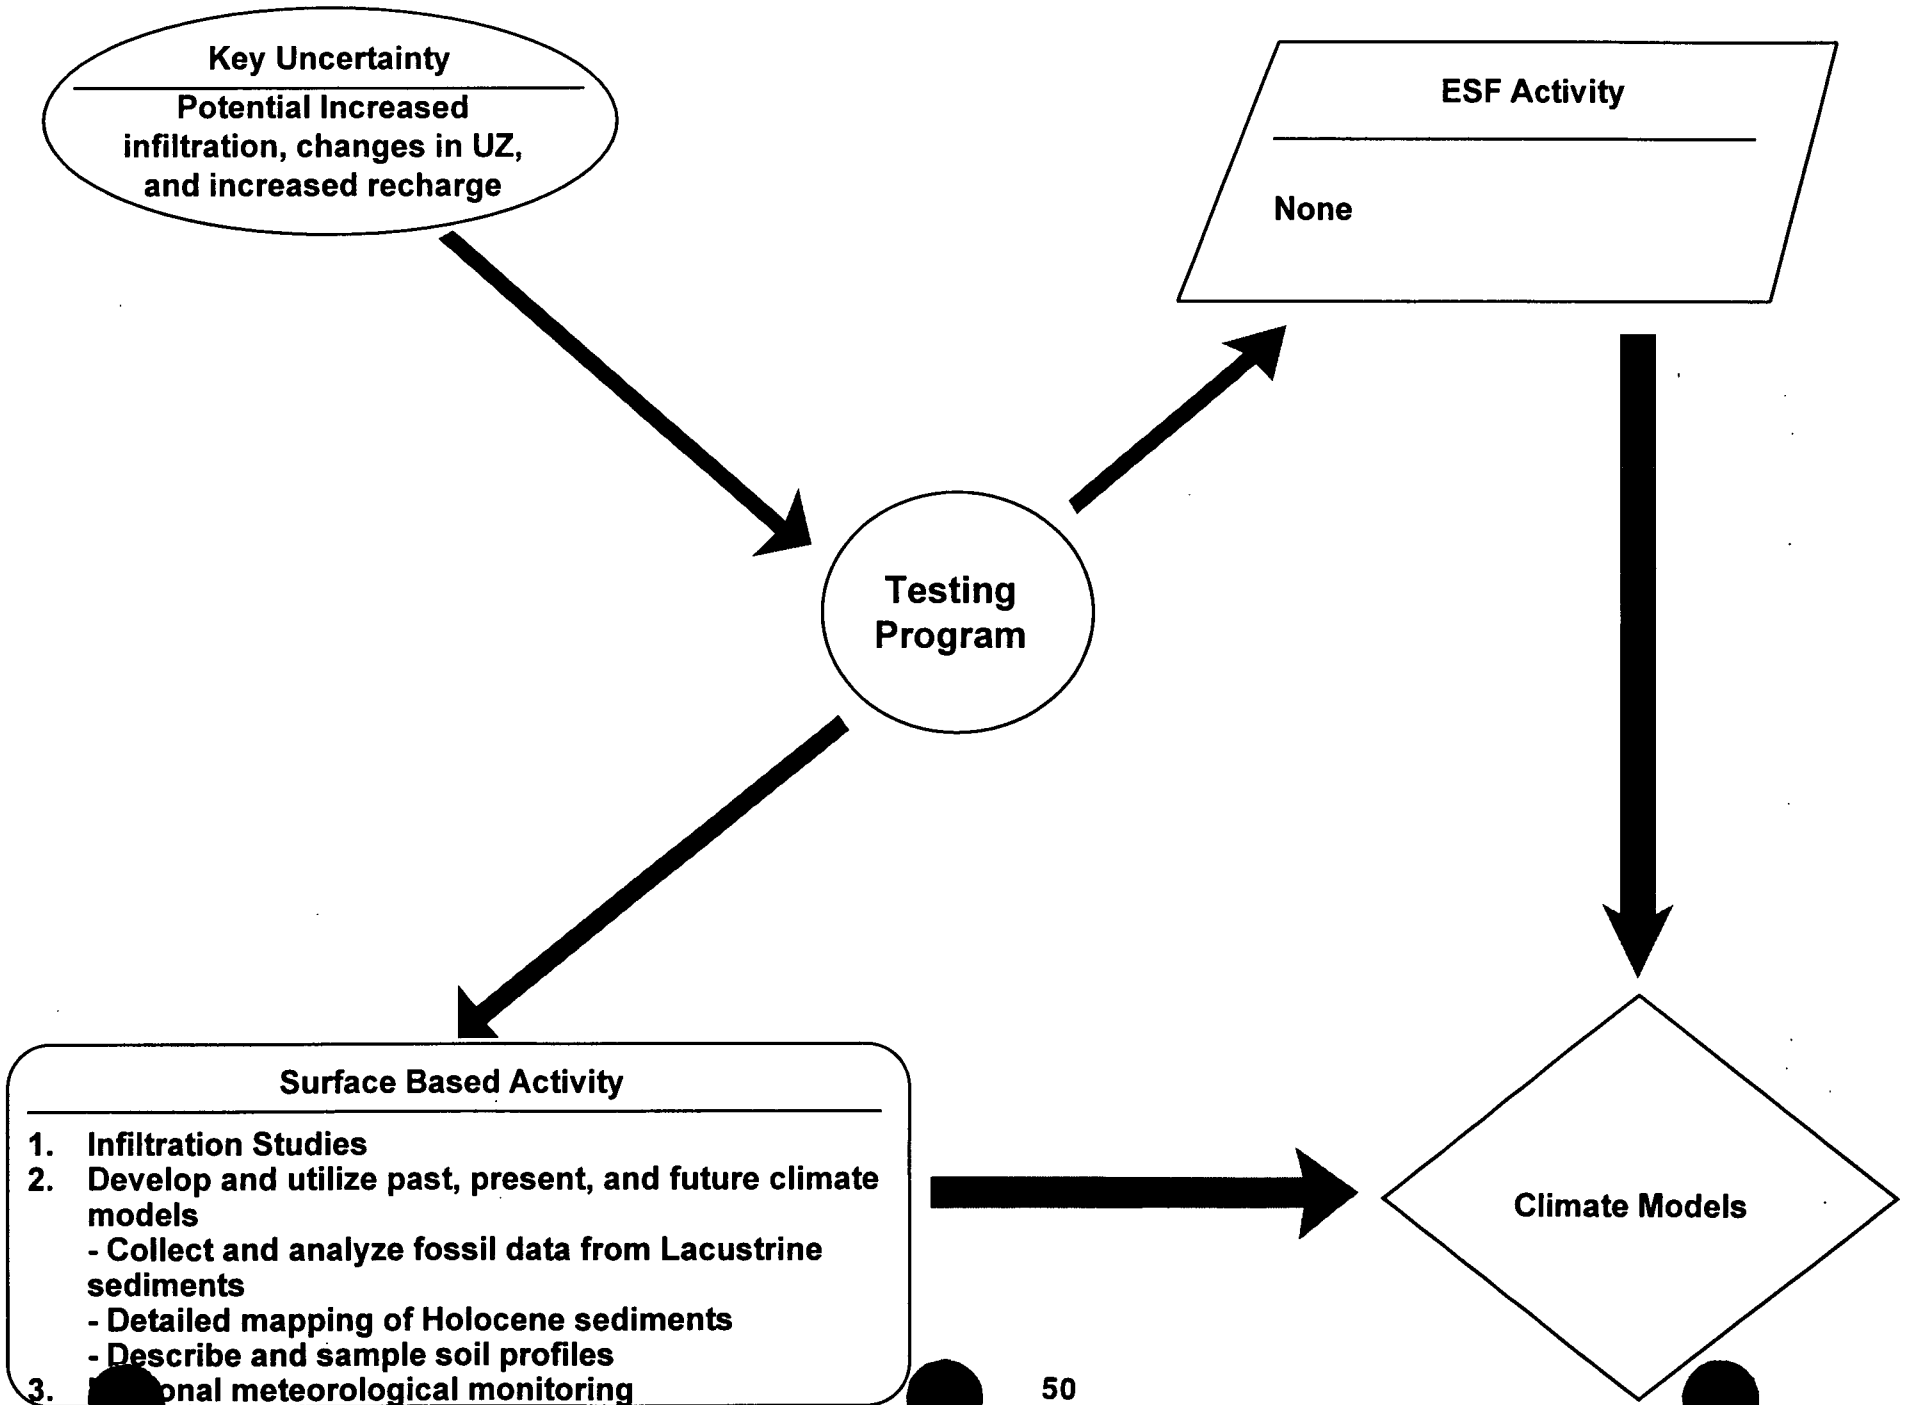 Key Uncertainty
Potential Increased
infiltration, changes in UZ,
and increased recharge
ESF Activity
None
Testing
Program
Surface Based Activity
1. Infiltration Studies
2. Develop and utilize past, present, and future climate
models
- Collect and analyze fossil data from Lacustrine
sediments
- Detailed mapping of Holocene sediments
- Describe and sample soil profiles
3. meteorological monitoring
Climate Models
50